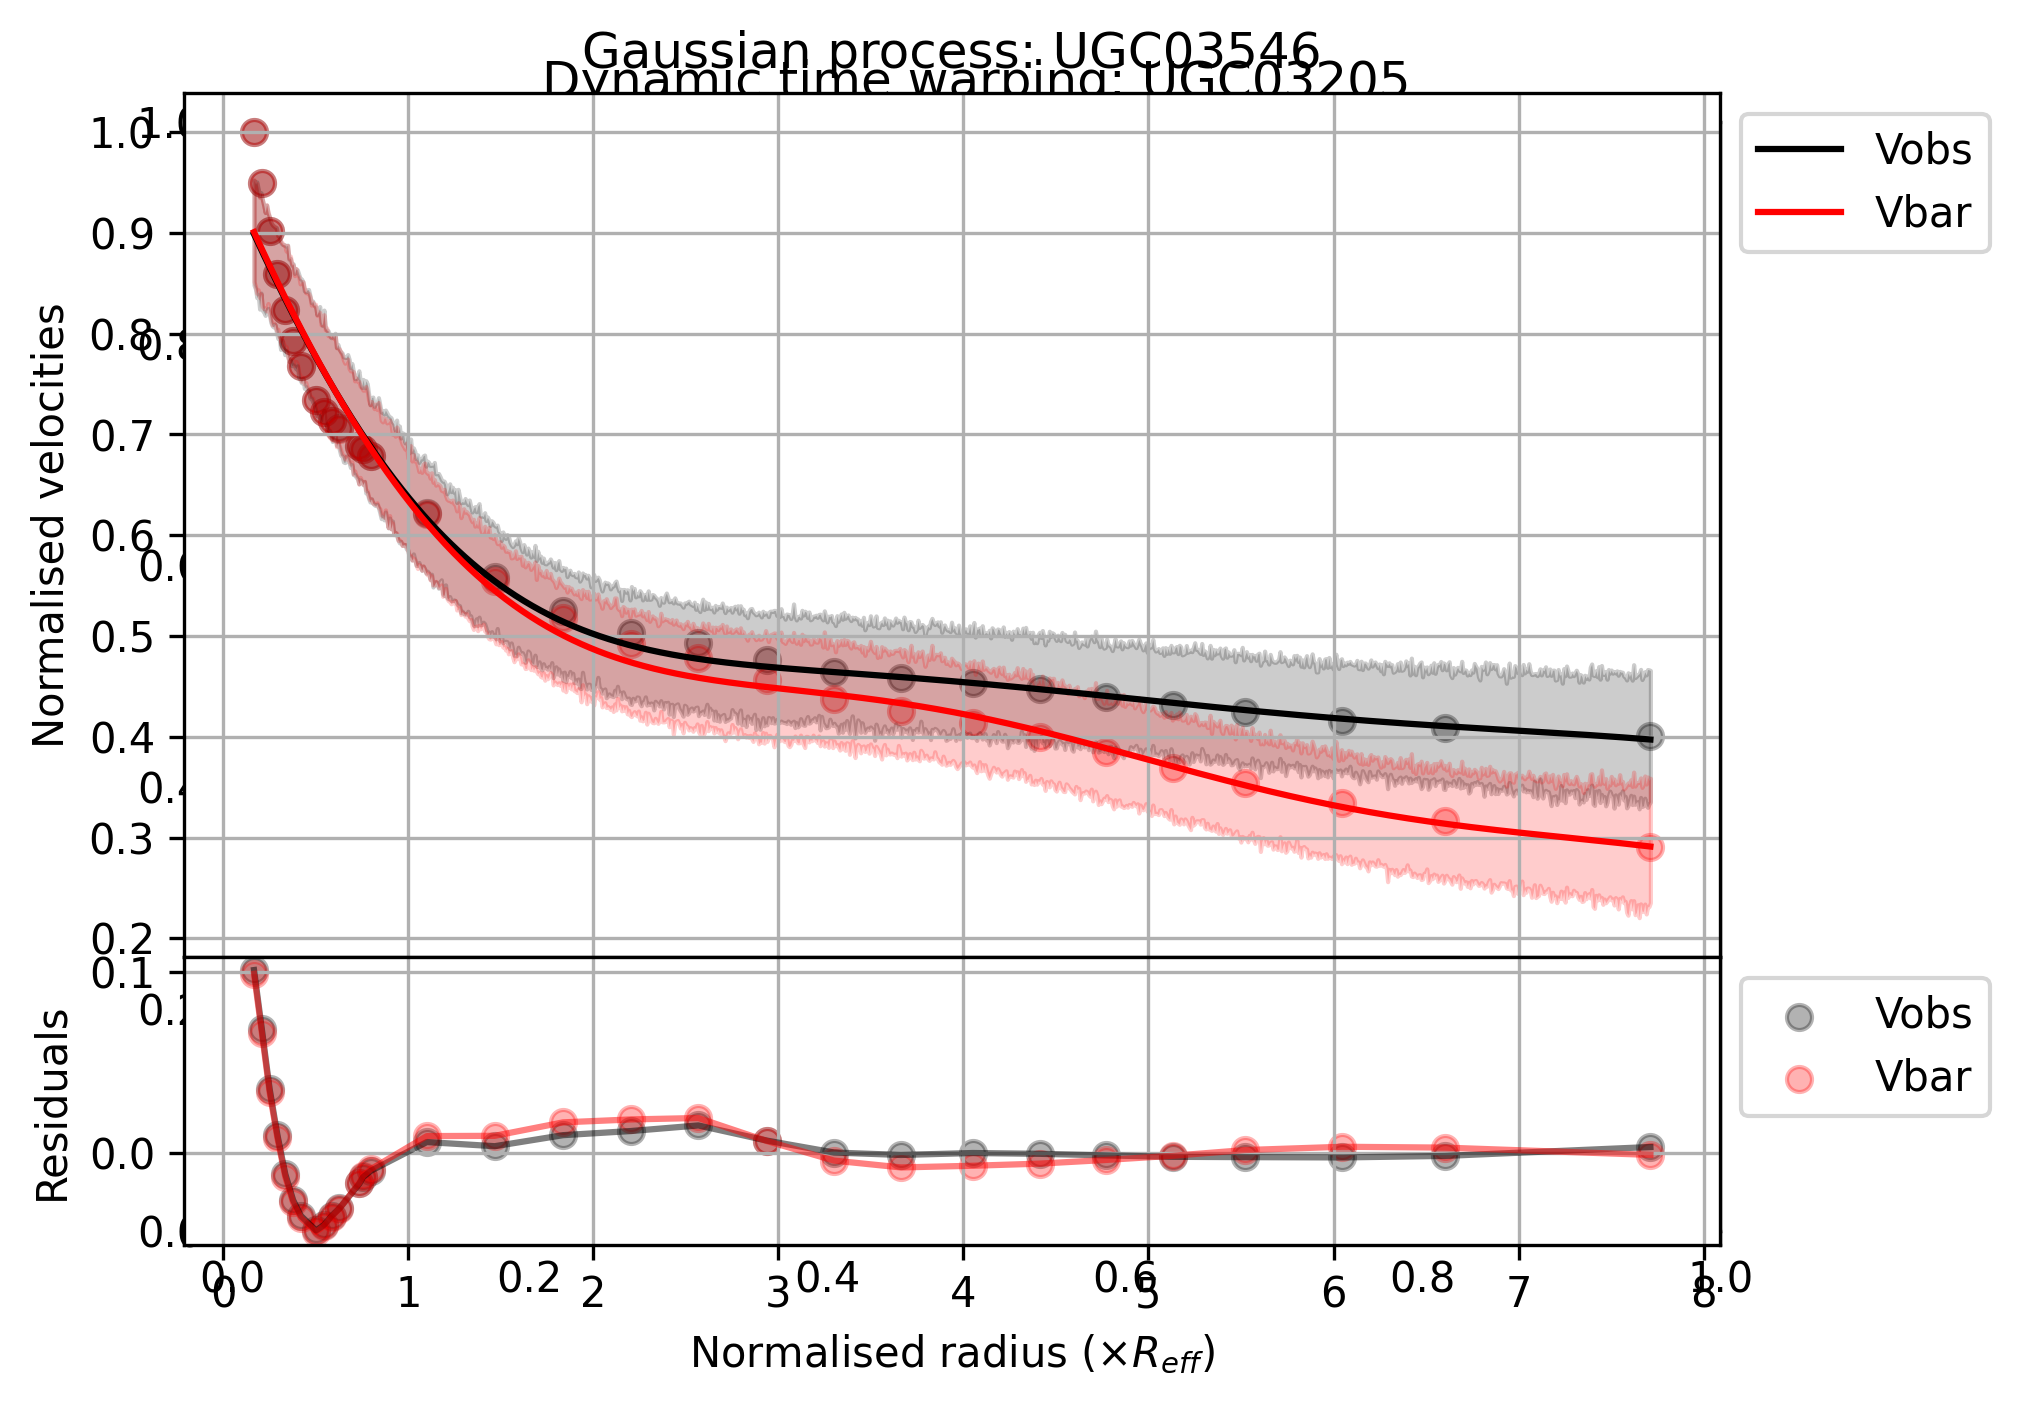 Gaussian process: UGC03546
Dynamic time warping: UGC03205
Normalised velocities
1.0
0.9
0.8
0.7
0.6
0.5
0.4
0.3
0.2
Vobs
Vbar
Residuals
0.1
0.0
Vobs
Vbar
0.0 0.2 0.4 0.6 0.8 1.0
0 1 2 3 4 5 6 7 8
Normalised radius (×R_eff)